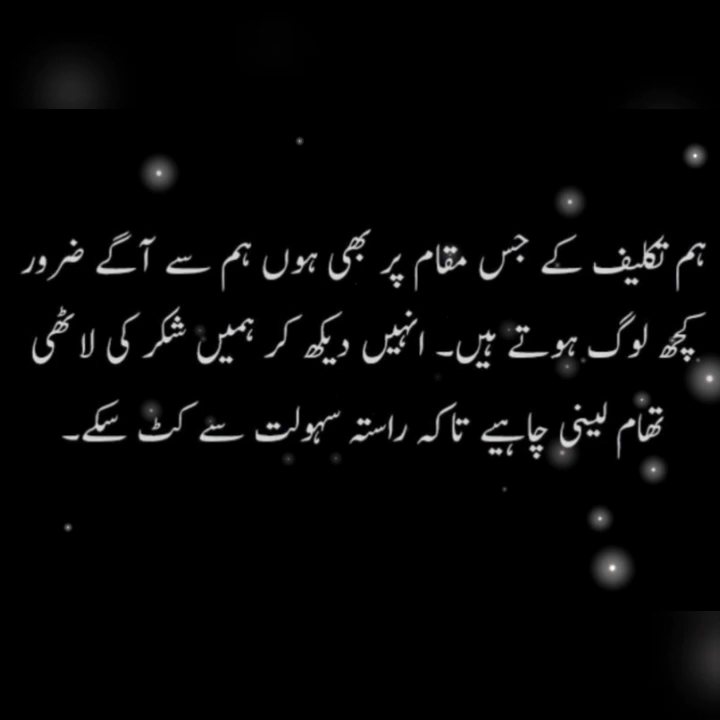 ہم تکلیف کے جس مقام پر بھی ہوں ہم سے آگے ضرور
کچھ لوگ ہوتے ہیں۔ انہیں دیکھ کر ہمیں شکر کی لاٹھی
تھام لینی چاہیے تاکہ راستہ سہولت سے کٹ سکے۔